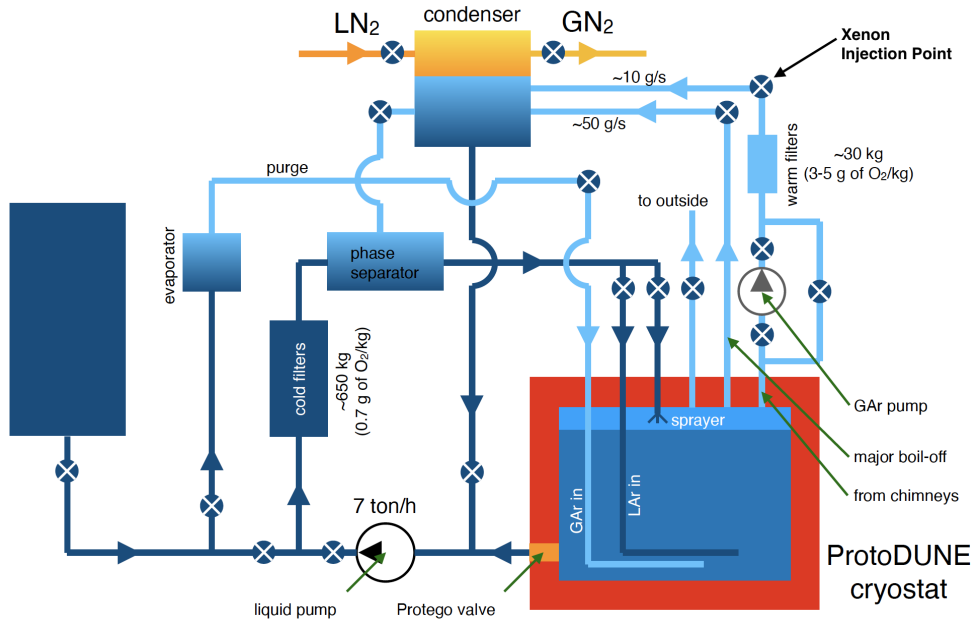 condenser
LN2
GN2
Xenon
Injection Point
~10 g/s
~50 g/s
warm filters
~30 kg
(3-5 g of O2/kg)
purge
to outside
evaporator
phase
separator
cold filters
~650 kg
(0.7 g of O2/kg)
GAr pump
sprayer
major boil-off
from chimneys
GAr in
LAr in
7 ton/h
ProtoDUNE
cryostat
liquid pump
Protego valve